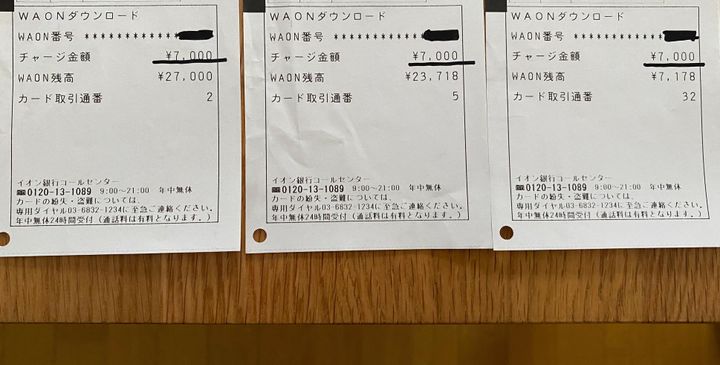 WAONダウンロード
WAON番号 ************
チャージ金額 ¥7,000
WAON残高 ¥27,000
カード取引通番 2
イオン銀行コールセンター
☎0120-13-1089 9:00～21:00 年中無休
カードの紛失・盗難については、
専用ダイヤル03-6832-1234に至急ご連絡ください。
年中無休24時間受付(通話料は有料となります。)
WAONダウンロード
WAON番号 ************
チャージ金額 ¥7,000
WAON残高 ¥23,718
カード取引通番 5
イオン銀行コールセンター
☎0120-13-1089 9:00～21:00 年中無休
カードの紛失・盗難については、
専用ダイヤル03-6832-1234に至急ご連絡ください。
年中無休24時間受付(通話料は有料となります。)
WAONダウンロード
WAON番号 ************
チャージ金額 ¥7,000
WAON残高 ¥7,178
カード取引通番 32
イオン銀行コールセンター
☎0120-13-1089 9:00～21:00 年中無休
カードの紛失・盗難については、
専用ダイヤル03-6832-1234に至急ご連絡ください。
年中無休24時間受付(通話料は有料となります。)